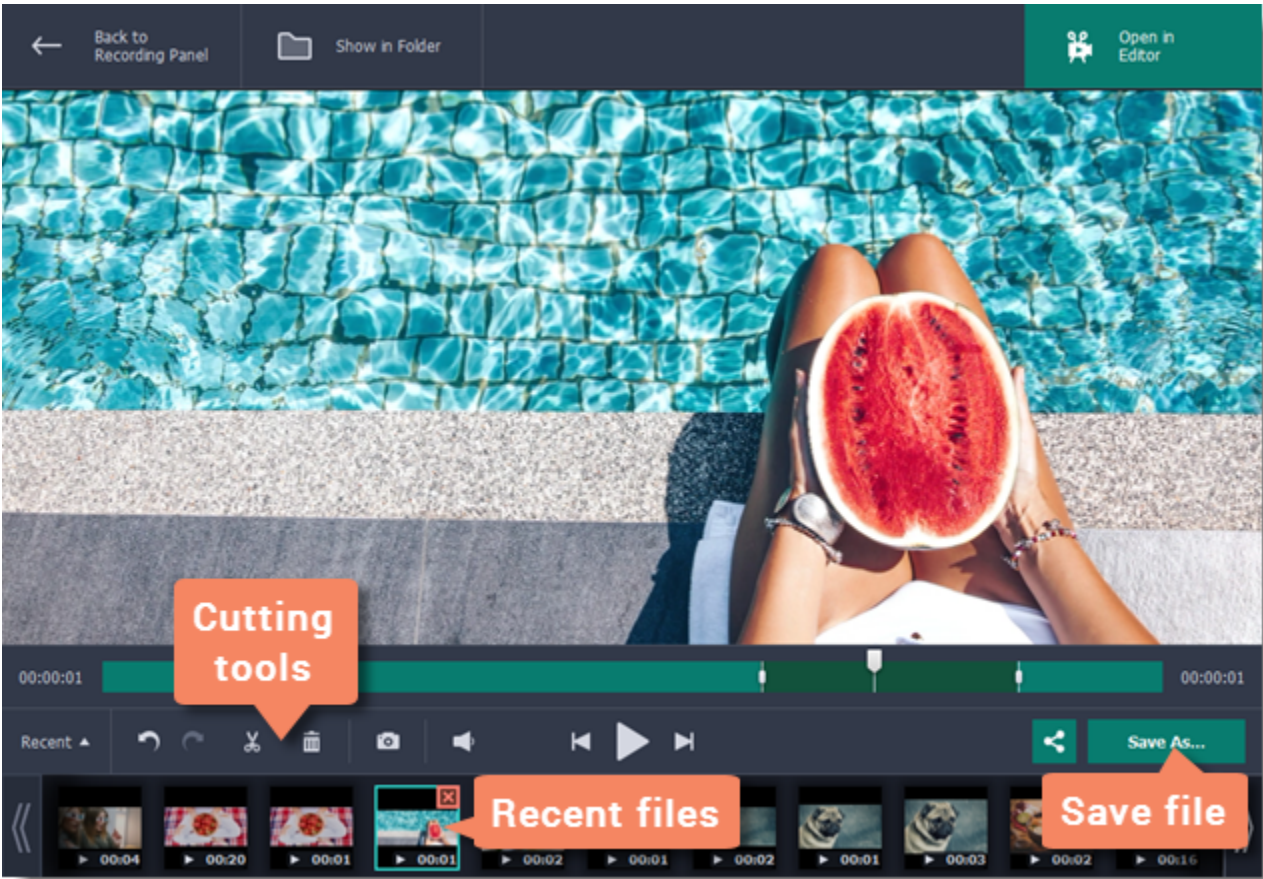 Back to
Recording Panel
Show in Folder
Open in
Editor
Cutting
tools
00:00:01
00:00:01
Recent
Save As...
Recent files
Save file
00:04
00:20
00:01
00:01
00:02
00:01
00:02
00:01
00:03
00:02
00:16